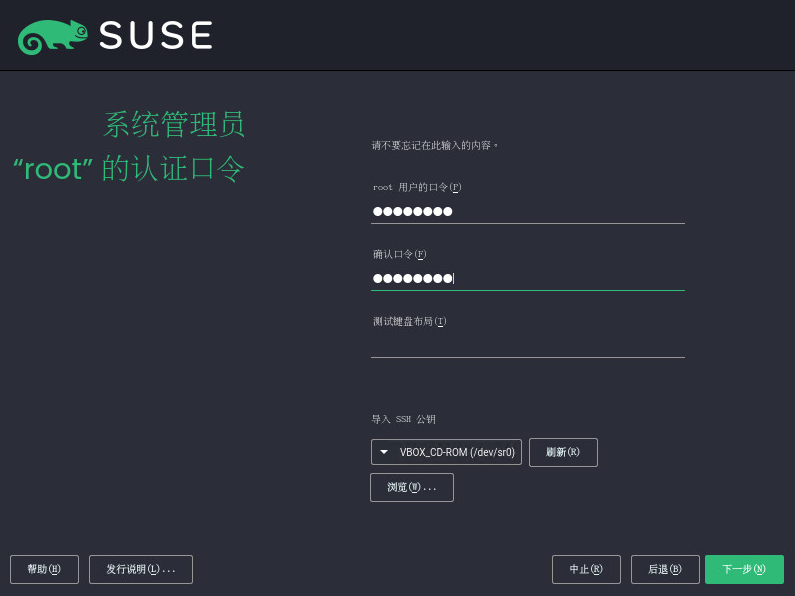 SUSE
系统管理员
“root” 的认证口令
请不要忘记在此输入的内容。
root 用户的口令(P)
●●●●●●●●
确认口令(F)
●●●●●●●●
测试键盘布局(T)
导入 SSH 公钥
VBOX_CD-ROM (/dev/sr0) 刷新(R)
浏览(W)...
帮助(H) 发行说明(L)... 中止(R) 后退(B) 下一步(N)